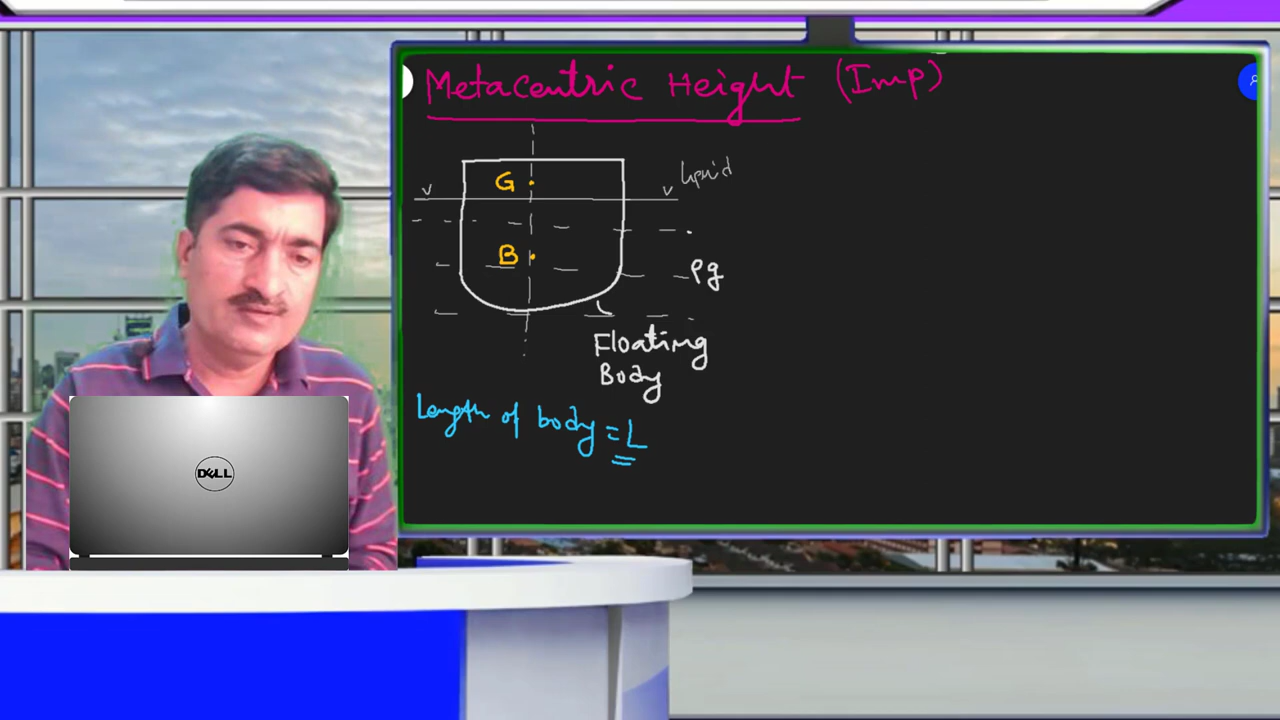 Metacentric Height (Imp)
liquid
G
B
ρg
Floating
Body
Length of body = L
DELL